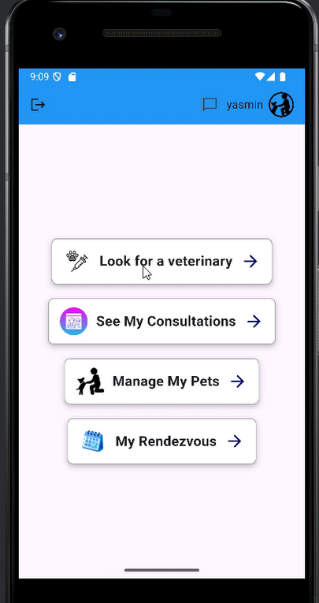 9:09
yasmin
Look for a veterinary
See My Consultations
Manage My Pets
My Rendezvous